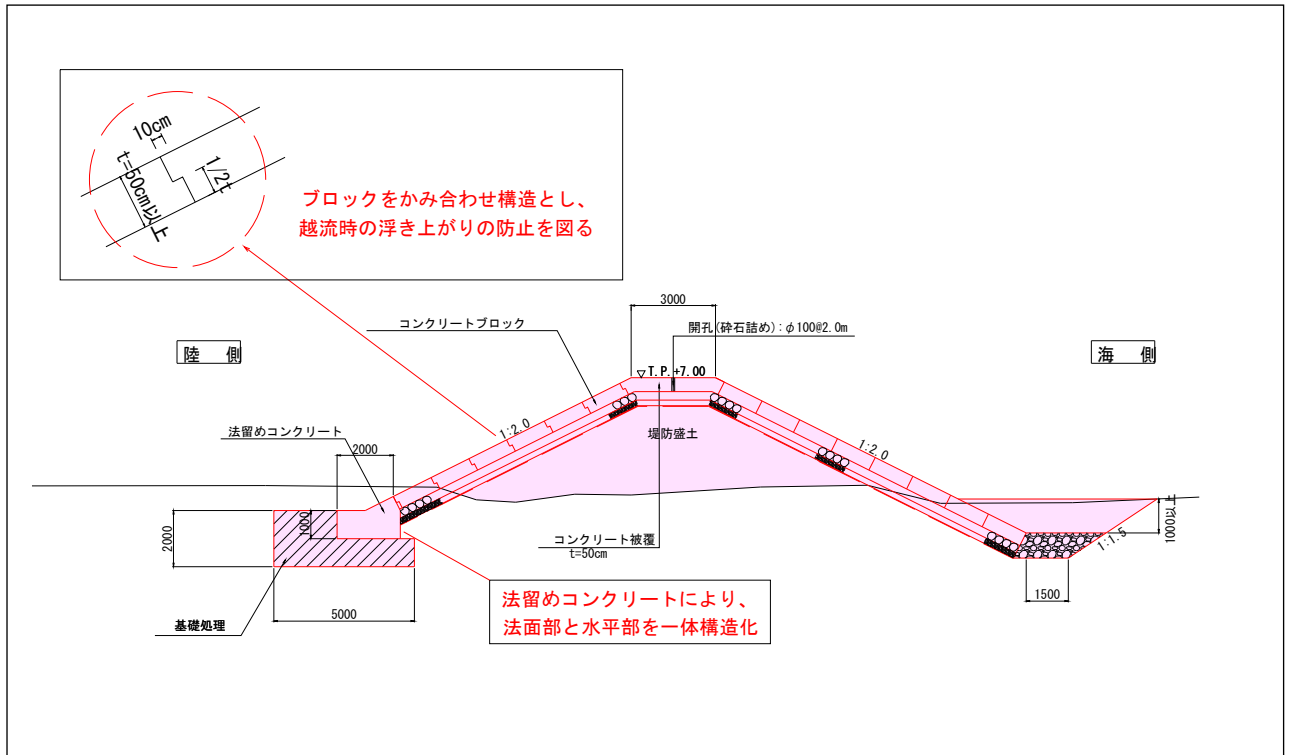 10cm
t=50cm以上
1/2t
ブロックをかみ合わせ構造とし、
越流時の浮き上がりの防止を図る
3000
コンクリートブロック
開孔(砕石詰め):φ100@2.0m
陸 側
海 側
▽T.P.+7.00
1:2.0
堤防盛土
1:2.0
法留めコンクリート
2000
1000
2000
コンクリート被覆
t=50cm
1000以上
1:1.5
5000
1500
基礎処理
法留めコンクリートにより、
法面部と水平部を一体構造化